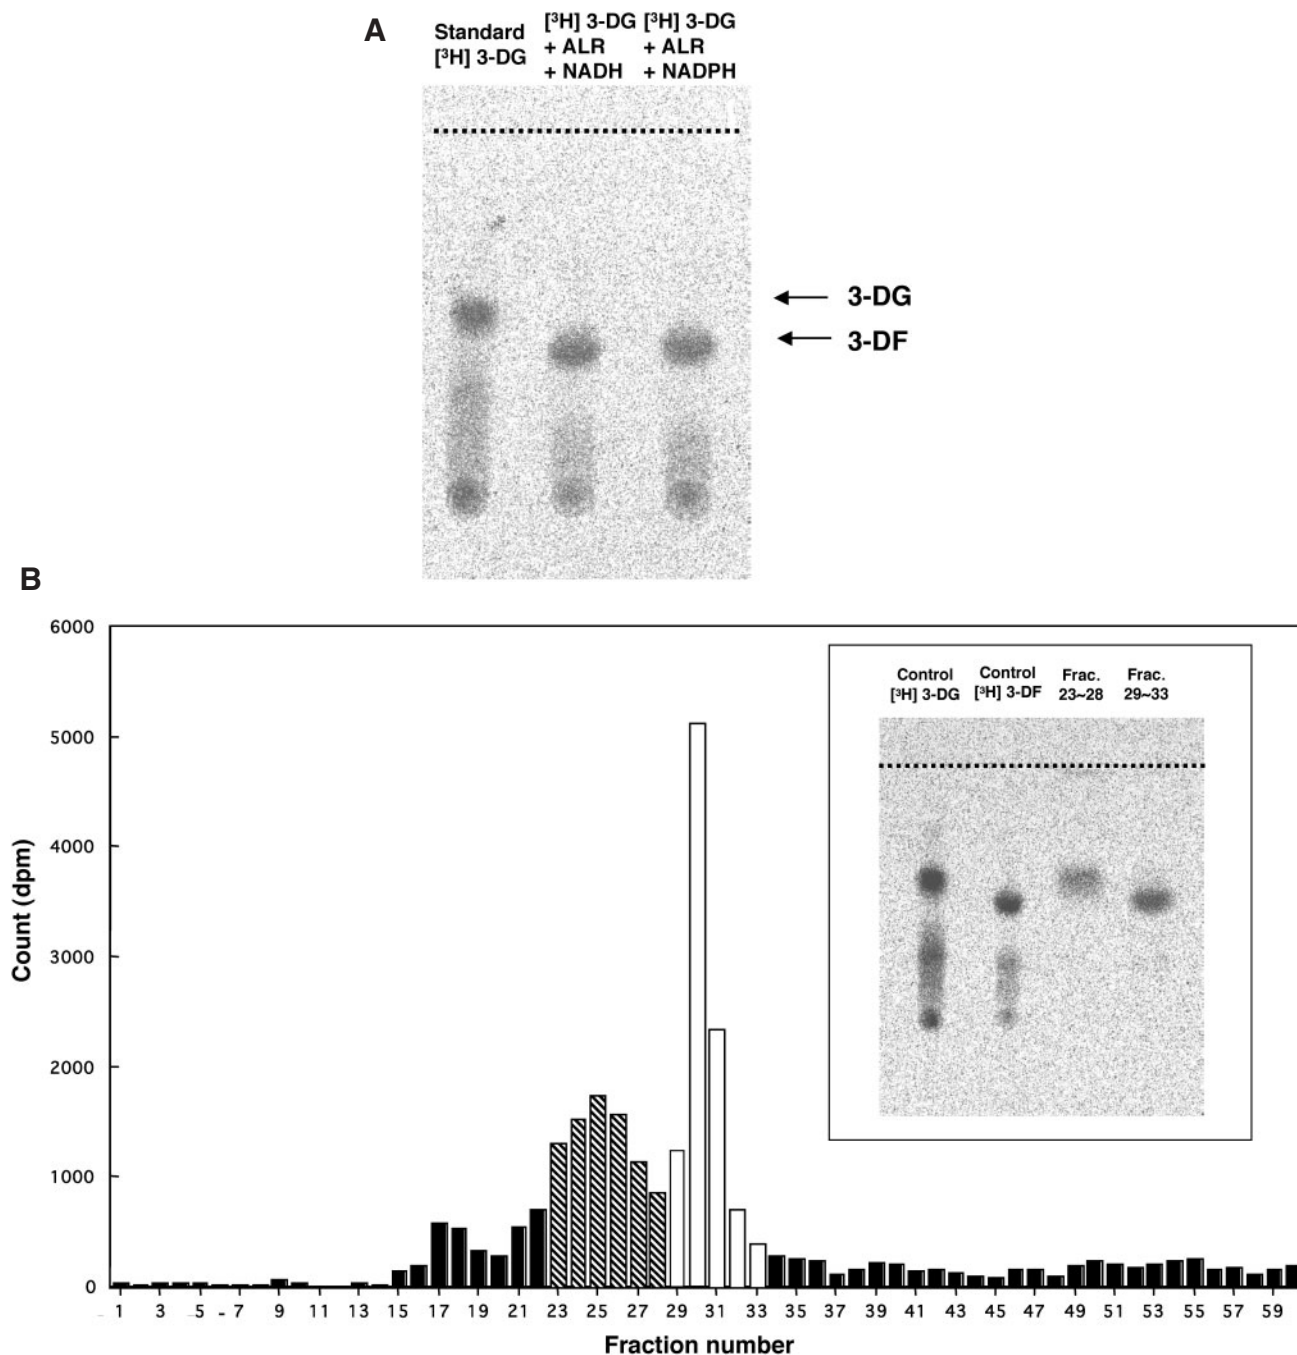 A
Standard
[³H] 3-DG
[³H] 3-DG
+ ALR
+ NADH
[³H] 3-DG
+ ALR
+ NADPH
3-DG
3-DF
B
6000
5000
4000
3000
2000
1000
0
Count (dpm)
Control
[³H] 3-DG
Control
[³H] 3-DF
Frac.
23~28
Frac.
29~33
1 3 5 7 9 11 13 15 17 19 21 23 25 27 29 31 33 35 37 39 41 43 45 47 49 51 53 55 57 59
Fraction number